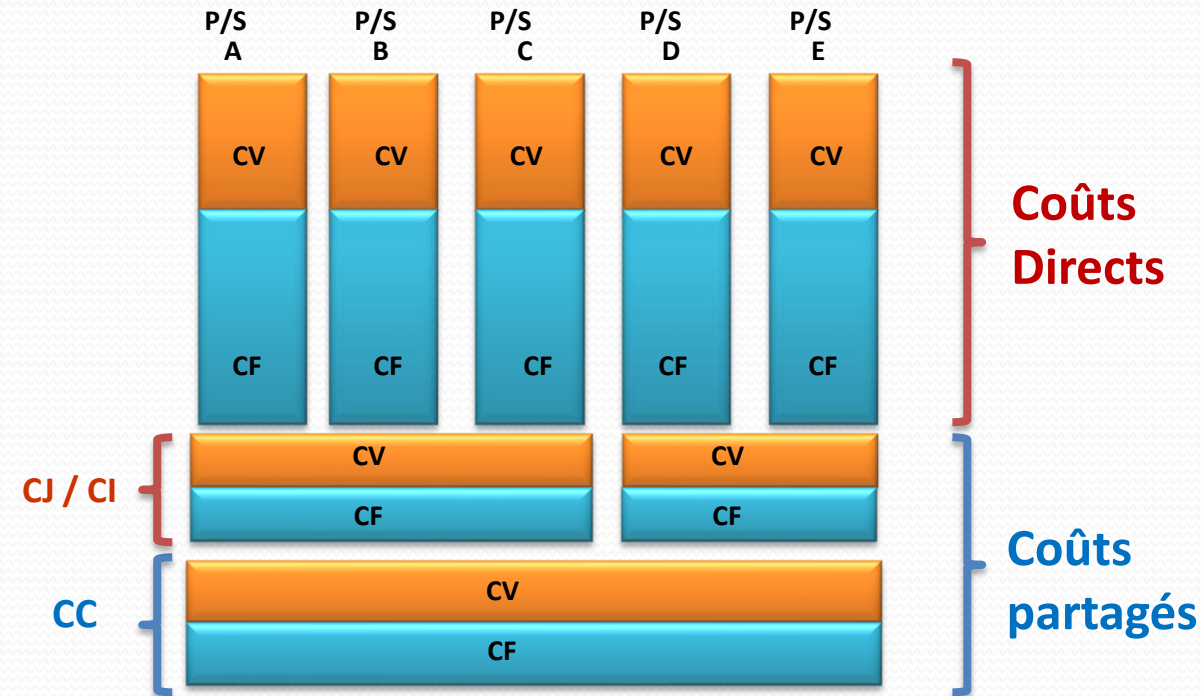 P/S P/S P/S P/S P/S
A B C D E
CV CV CV CV CV
Coûts
Directs
CF CF CF CF CF
CV CV
CJ / CI
CF CF
Coûts
partagés
CV
CC
CF